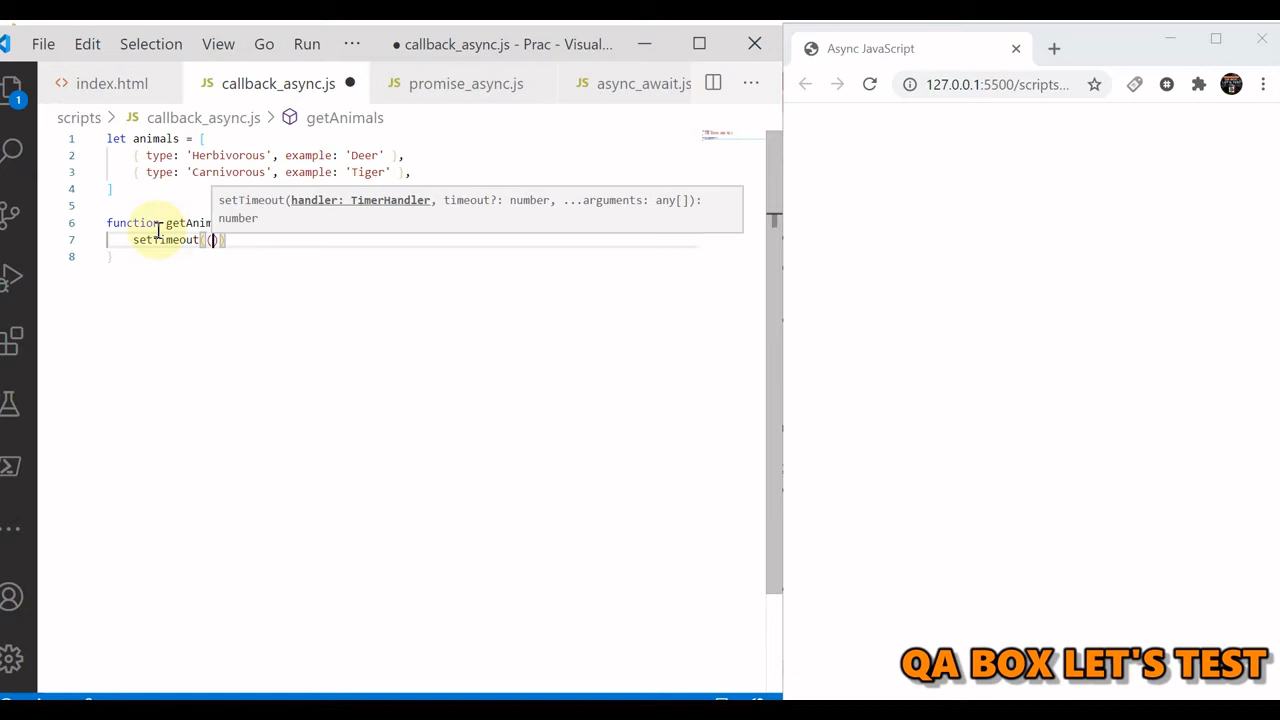 File Edit Selection View Go Run ··· ● callback_async.js - Prac - Visual...
index.html callback_async.js promise_async.js async_await.js ···
scripts > JS callback_async.js > getAnimals
1 let animals = [
2 { type: 'Herbivorous', example: 'Deer' },
3 { type: 'Carnivorous', example: 'Tiger' },
4 ]
5
6 function getAnim
7 setTimeout(())
8 }
setTimeout(handler: TimerHandler, timeout?: number, ...arguments: any[]):
number
1
Async JavaScript
127.0.0.1:5500/scripts...
QA BOX LET'S TEST